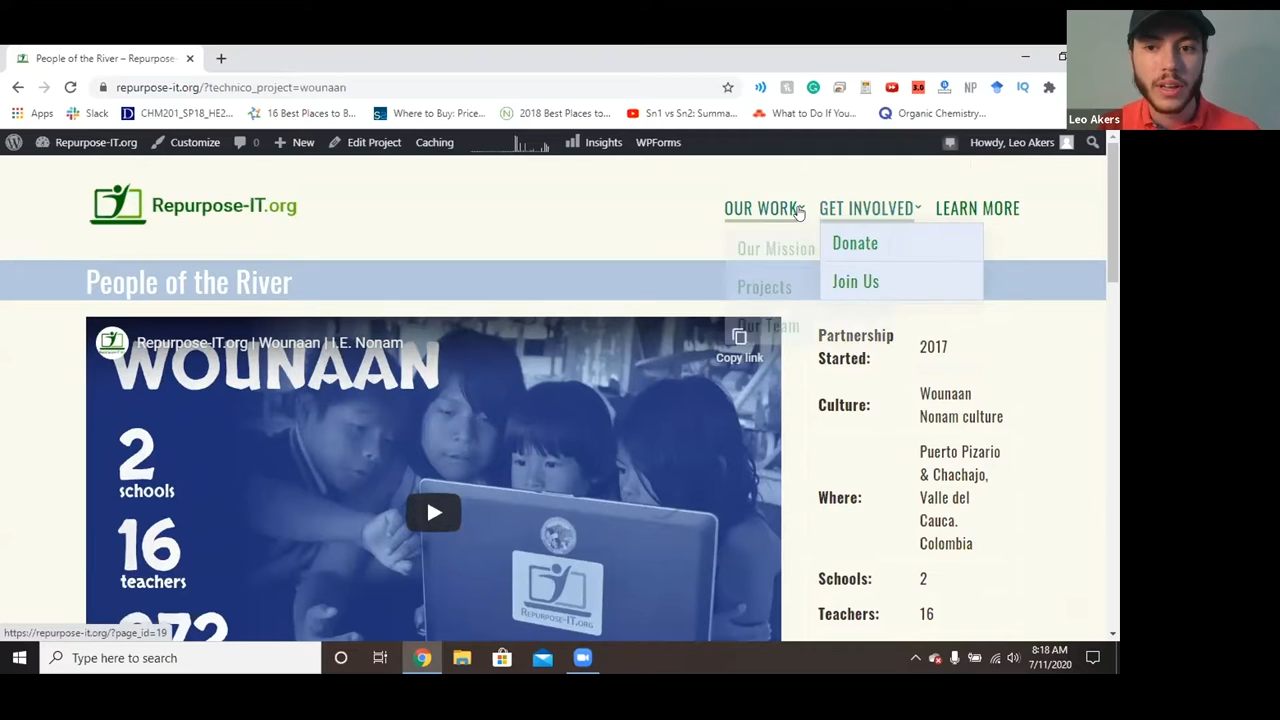 People of the River – Repurpose-
repurpose-it.org/?technico_project=wounaan
Apps
Slack
CHM201_SP18_HE2...
16 Best Places to B...
Where to Buy: Price...
2018 Best Places to...
Sn1 vs Sn2: Summa...
What to Do If You...
Organic Chemistry...
Repurpose-IT.org
Customize
0
New
Edit Project
Caching
Insights
WPForms
Howdy, Leo Akers
Leo Akers
Repurpose-IT.org
OUR WORK
GET INVOLVED
LEARN MORE
Our Mission
Projects
Our Team
Donate
Join Us
People of the River
Repurpose-IT.org | Wounaan | I.E. Nonam
Copy link
WOUNAAN
2
schools
16
teachers
272
REPURPOSE-IT.ORG
Partnership
Started:
2017
Culture:
Wounaan
Nonam culture
Where:
Puerto Pizario
& Chachajo,
Valle del
Cauca.
Colombia
Schools:
2
Teachers:
16
https://repurpose-it.org/?page_id=19
Type here to search
8:18 AM
7/11/2020